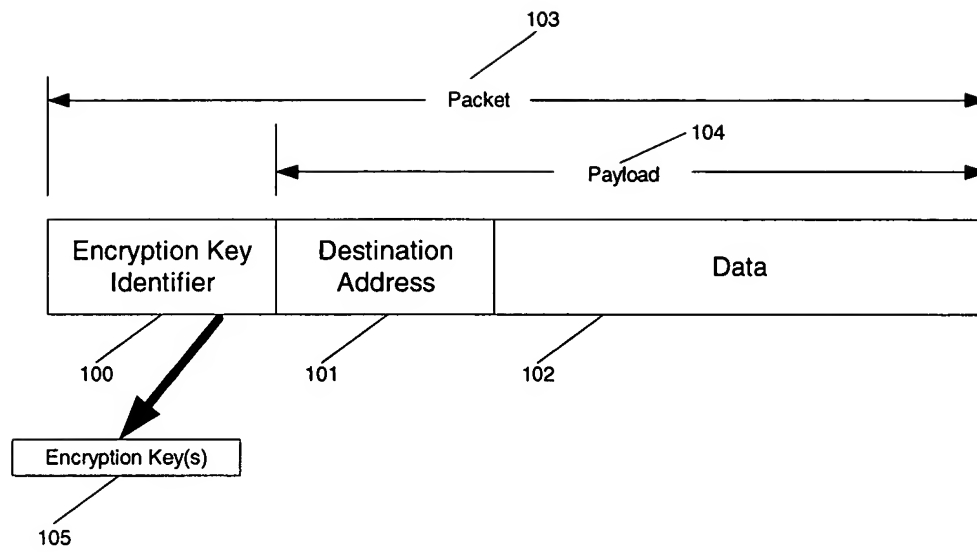 103
Packet
104
Payload
Encryption Key
Identifier
Destination
Address
Data
100
101
102
Encryption Key(s)
105